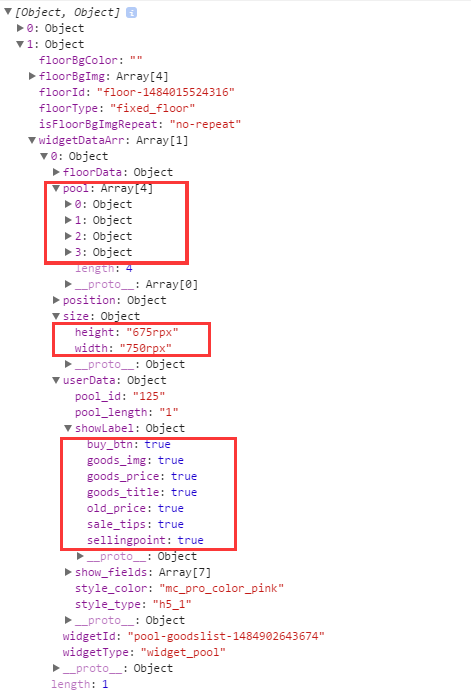 [Object, Object] i
0: Object
1: Object
floorBgColor: ""
floorBgImg: Array[4]
floorId: "floor-1484015524316"
floorType: "fixed_floor"
isFloorBgImgRepeat: "no-repeat"
widgetDataArr: Array[1]
0: Object
floorData: Object
pool: Array[4]
0: Object
1: Object
2: Object
3: Object
length: 4
__proto__: Array[0]
position: Object
size: Object
height: "675rpx"
width: "750rpx"
__proto__: Object
userData: Object
pool_id: "125"
pool_length: "1"
showLabel: Object
buy_btn: true
goods_img: true
goods_price: true
goods_title: true
old_price: true
sale_tips: true
sellingpoint: true
__proto__: Object
show_fields: Array[7]
style_color: "mc_pro_color_pink"
style_type: "h5_1"
__proto__: Object
widgetId: "pool-goodslist-1484902643674"
widgetType: "widget_pool"
__proto__: Object
length: 1